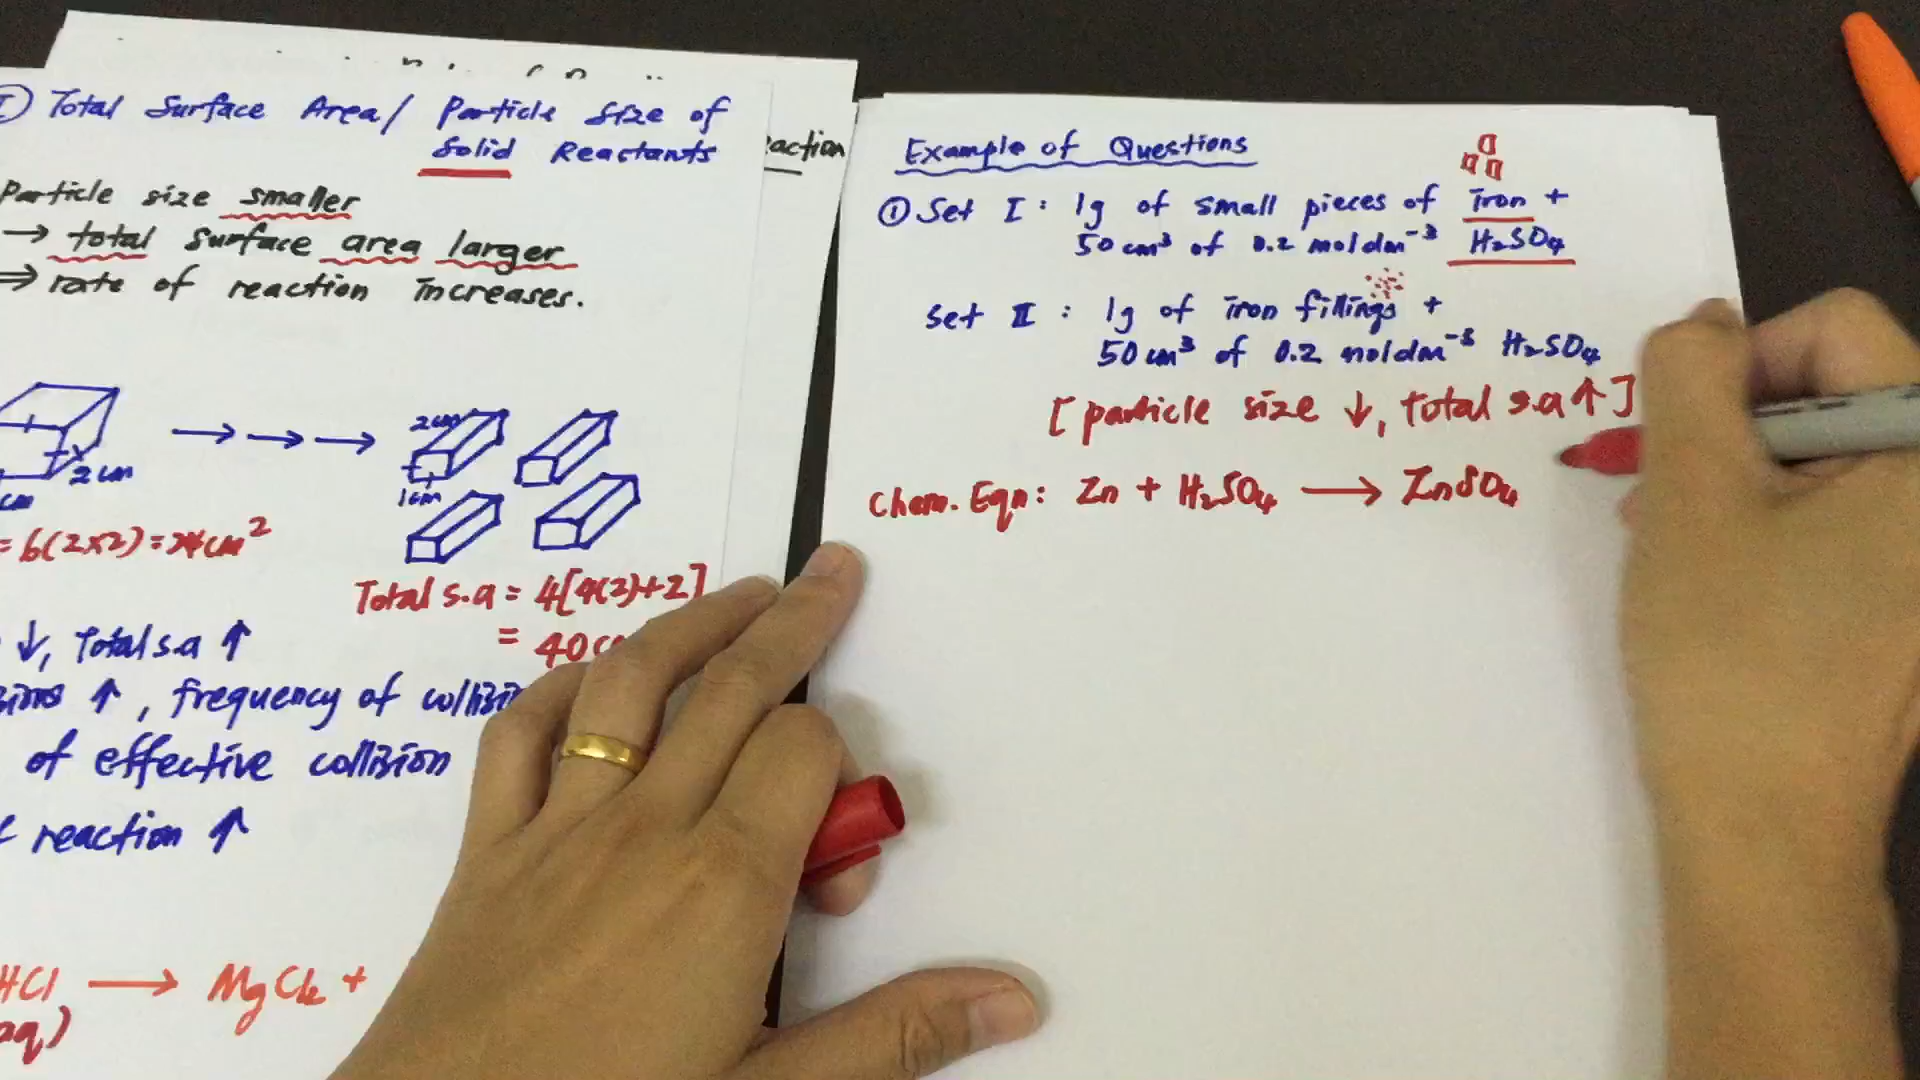 Total Surface Area/ Particle Size of
Solid Reactants
Particle size smaller
→ total surface area larger
⇒ rate of reaction increases.
2cm
cm
2cm
1cm
= 6(2x2) = 24cm²
Total s.a = 4[4(2)+2]
= 40
↓, Total s.a ↑
↑, frequency of
of effective collision
reaction ↑
HCl → MgCl₂ +
aq)
action
Example of Questions
① Set I : 1g of small pieces of iron +
50 cm³ of 0.2 moldm⁻³ H₂SO₄
Set II : 1g of iron fillings +
50 cm³ of 0.2 moldm⁻³ H₂SO₄
[particle size ↓, total s.a ↑]
Chem. Eqn: Zn + H₂SO₄ → ZnSO₄